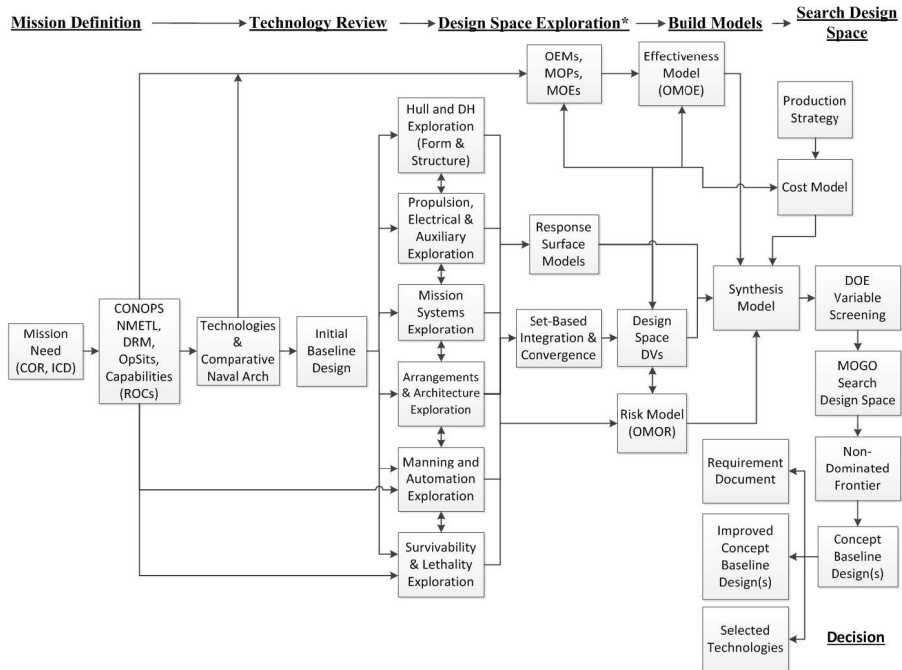 Mission Definition
Technology Review
Design Space Exploration*
Build Models
Search Design
Space
OEMs,
MOPs,
MOEs
Effectiveness
Model
(OMOE)
Production
Strategy
Cost Model
Hull and DH
Exploration
(Form &
Structure)
Propulsion,
Electrical &
Auxiliary
Exploration
Mission
Systems
Exploration
Arrangements
& Architecture
Exploration
Manning and
Automation
Exploration
Survivability
& Lethality
Exploration
Mission
Need
(COR, ICD)
CONOPS
NMETL,
DRM,
OpSits,
Capabilities
(ROCs)
Technologies
&
Comparative
Naval Arch
Initial
Baseline
Design
Response
Surface
Models
Set-Based
Integration &
Convergence
Design
Space
DVs
Risk Model
(OMOR)
Synthesis
Model
DOE
Variable
Screening
MOGO
Search
Design Space
Non-
Dominated
Frontier
Concept
Baseline
Design(s)
Requirement
Document
Improved
Concept
Baseline
Design(s)
Selected
Technologies
Decision